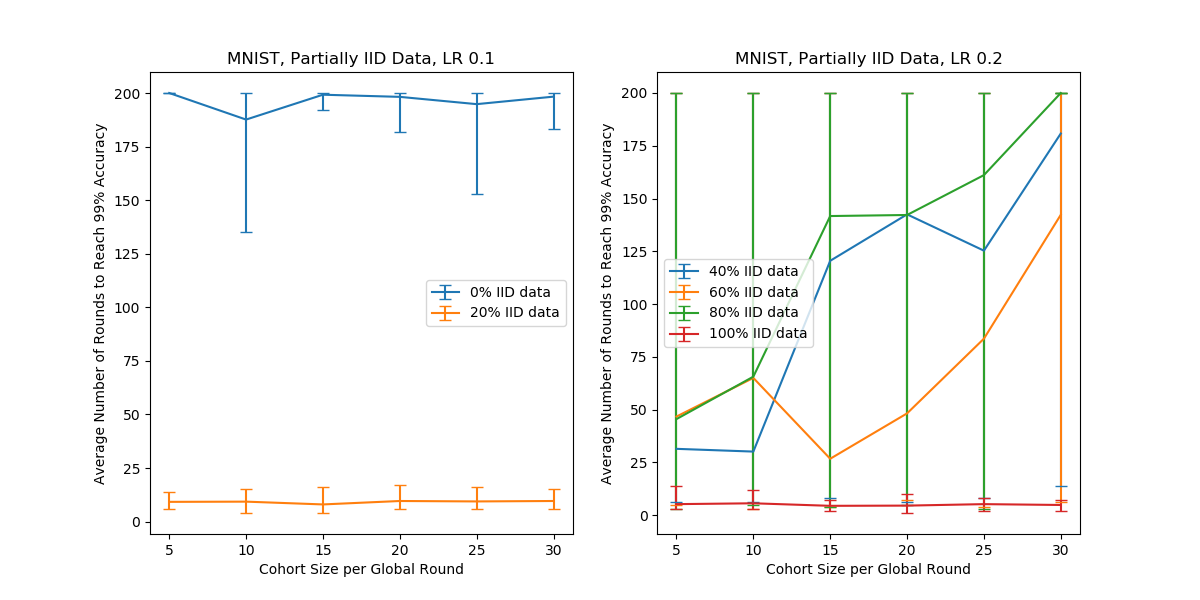 MNIST, Partially IID Data, LR 0.1
Average Number of Rounds to Reach 99% Accuracy
200
175
150
125
100
75
50
25
0
0% IID data
20% IID data
5 10 15 20 25 30
Cohort Size per Global Round
MNIST, Partially IID Data, LR 0.2
Average Number of Rounds to Reach 99% Accuracy
200
175
150
125
100
75
50
25
0
40% IID data
60% IID data
80% IID data
100% IID data
5 10 15 20 25 30
Cohort Size per Global Round